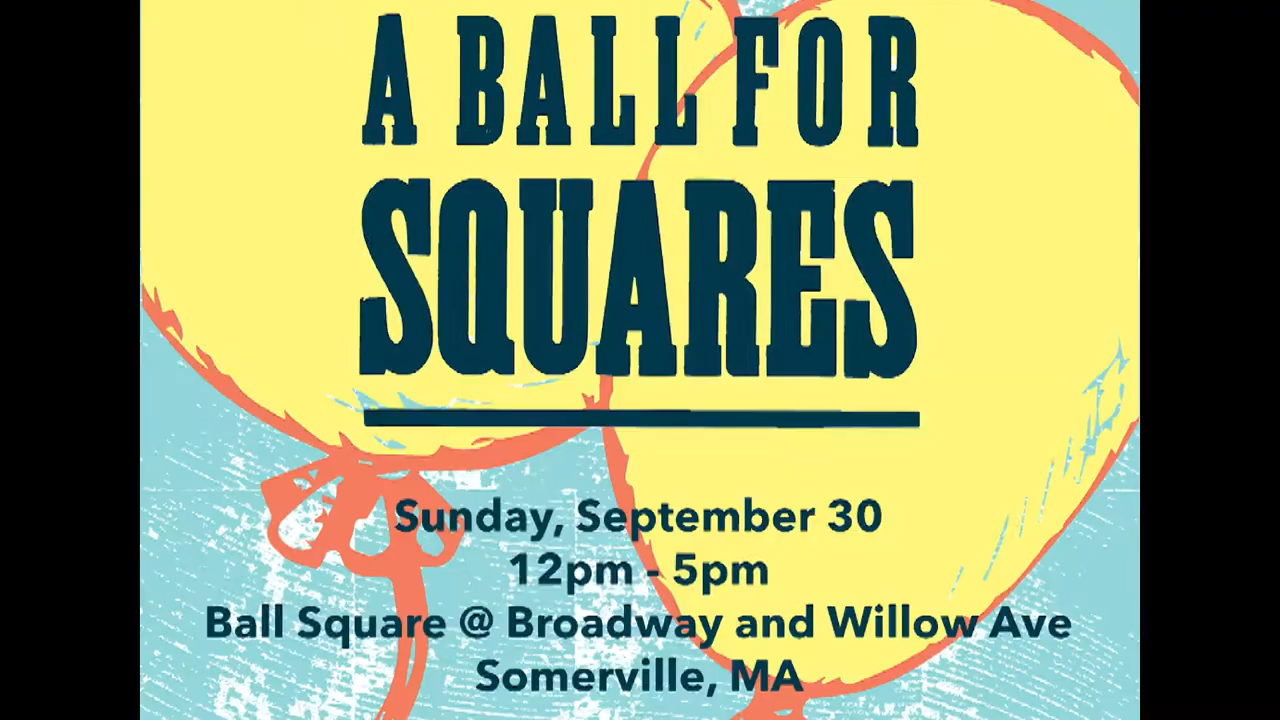 A BALL FOR
SQUARES
Sunday, September 30
12pm - 5pm
Ball Square @ Broadway and Willow Ave
Somerville, MA